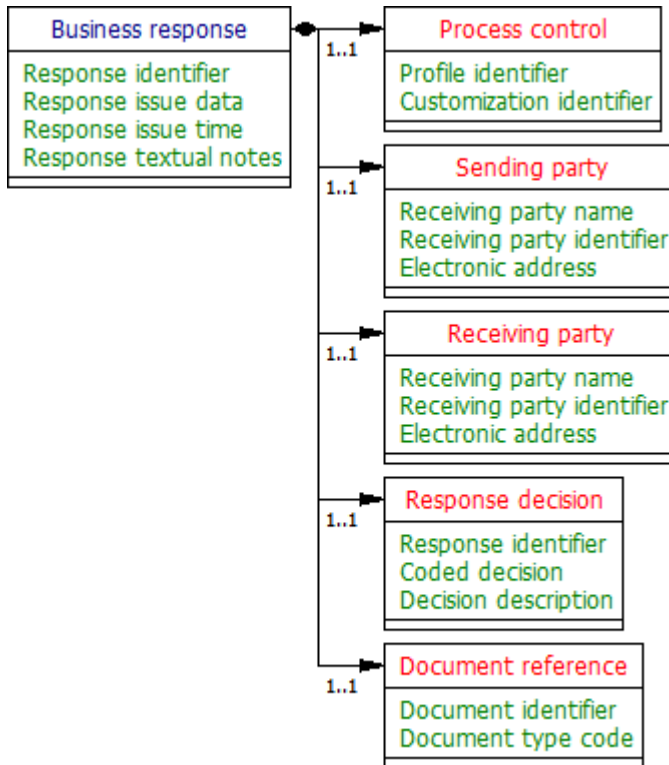 Business response
Response identifier
Response issue data
Response issue time
Response textual notes
1..1
Process control
Profile identifier
Customization identifier
1..1
Sending party
Receiving party name
Receiving party identifier
Electronic address
1..1
Receiving party
Receiving party name
Receiving party identifier
Electronic address
1..1
Response decision
Response identifier
Coded decision
Decision description
1..1
Document reference
Document identifier
Document type code